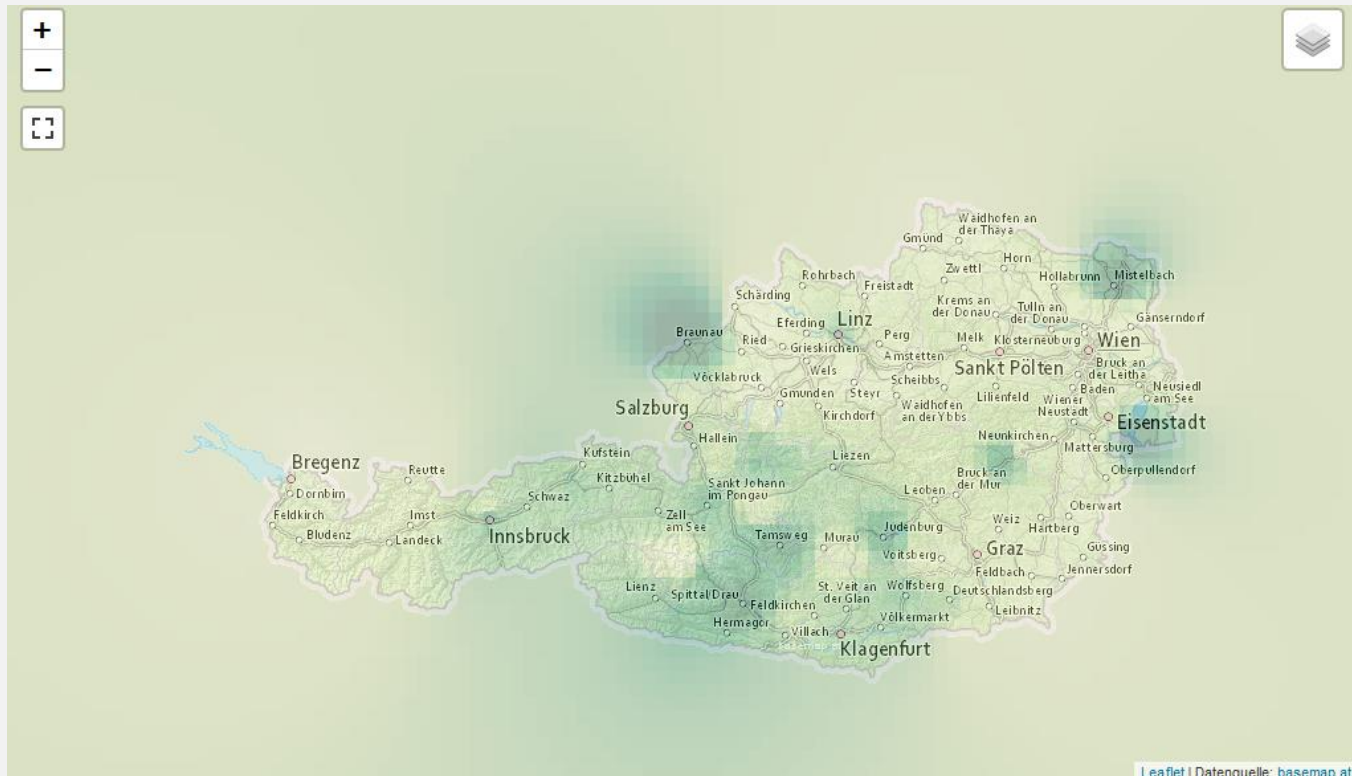 +
−
Waidhofen an
der Thaya
Gmünd
Zwettl
Horn
Hollabrunn
Mistelbach
Rohrbach
Freistadt
Schärding
Krems an
der Donau
Tulln an
der Donau
Gänserndorf
Braunau
Ried
Eferding
Linz
Grieskirchen
Perg
Melk
Klosterneuburg
Wien
Amstetten
Sankt Pölten
Bruck an
der Leitha
Vöcklabruck
Wels
Scheibbs
Baden
Neusiedl
am See
Gmunden
Steyr
Lilienfeld
Wiener
Neustadt
Salzburg
Kirchdorf
Waidhofen
an der Ybbs
Eisenstadt
Hallein
Neunkirchen
Mattersburg
Bregenz
Reutte
Kufstein
Liezen
Bruck an
der Mur
Oberpullendorf
Kitzbühel
Sankt Johann
im Pongau
Dornbirn
Schwaz
Leoben
Oberwart
Feldkirch
Imst
Innsbruck
Zell
am See
Tamsweg
Murau
Judenburg
Weiz
Hartberg
Bludenz
Landeck
Voitsberg
Graz
Güssing
Feldbach
Jennersdorf
Lienz
Spittal/Drau
St. Veit an
der Glan
Wolfsberg
Deutschlandsberg
Feldkirchen
Leibnitz
Hermagor
Villach
Völkermarkt
Klagenfurt
Leaflet | Datenquelle: basemap.at